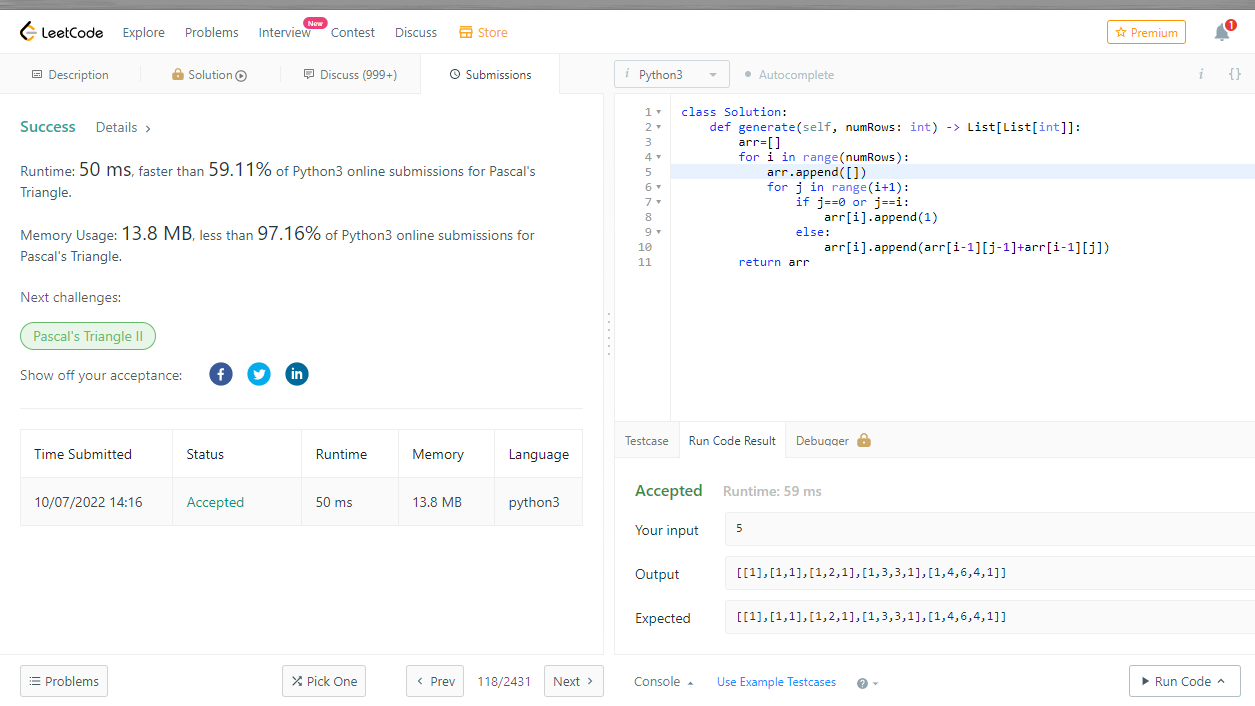 LeetCode Explore Problems Interview New Contest Discuss Store Premium 1
Description Solution Discuss (999+) Submissions
i Python3 Autocomplete i {}
Success Details
Runtime: 50 ms, faster than 59.11% of Python3 online submissions for Pascal's
Triangle.
Memory Usage: 13.8 MB, less than 97.16% of Python3 online submissions for
Pascal's Triangle.
Next challenges:
Pascal's Triangle II
Show off your acceptance:
Time Submitted Status Runtime Memory Language
10/07/2022 14:16 Accepted 50 ms 13.8 MB python3
1 class Solution:
2     def generate(self, numRows: int) -> List[List[int]]:
3         arr=[]
4         for i in range(numRows):
5             arr.append([])
6             for j in range(i+1):
7                 if j==0 or j==i:
8                     arr[i].append(1)
9                 else:
10                     arr[i].append(arr[i-1][j-1]+arr[i-1][j])
11         return arr
Testcase Run Code Result Debugger
Accepted Runtime: 59 ms
Your input 5
Output [[1],[1,1],[1,2,1],[1,3,3,1],[1,4,6,4,1]]
Expected [[1],[1,1],[1,2,1],[1,3,3,1],[1,4,6,4,1]]
Problems Pick One Prev 118/2431 Next
Console Use Example Testcases ? Run Code